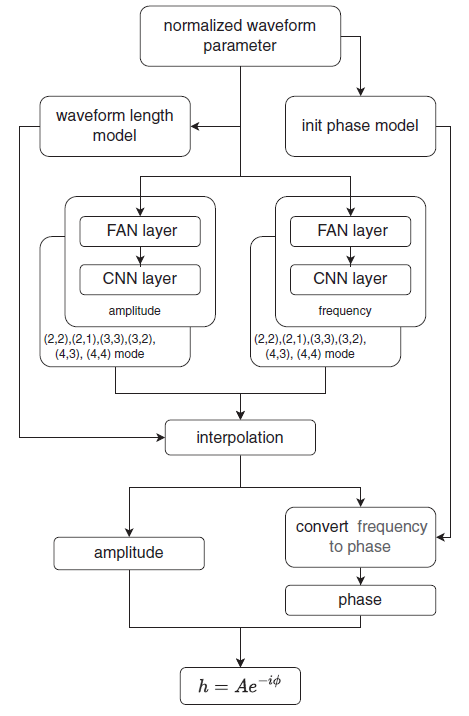 normalized waveform
parameter
waveform length
model
init phase model
FAN layer
CNN layer
amplitude
(2,2),(2,1),(3,3),(3,2),
(4,3), (4,4) mode
FAN layer
CNN layer
frequency
(2,2),(2,1),(3,3),(3,2),
(4,3), (4,4) mode
interpolation
amplitude
convert frequency
to phase
phase
h = Ae^{-iϕ}